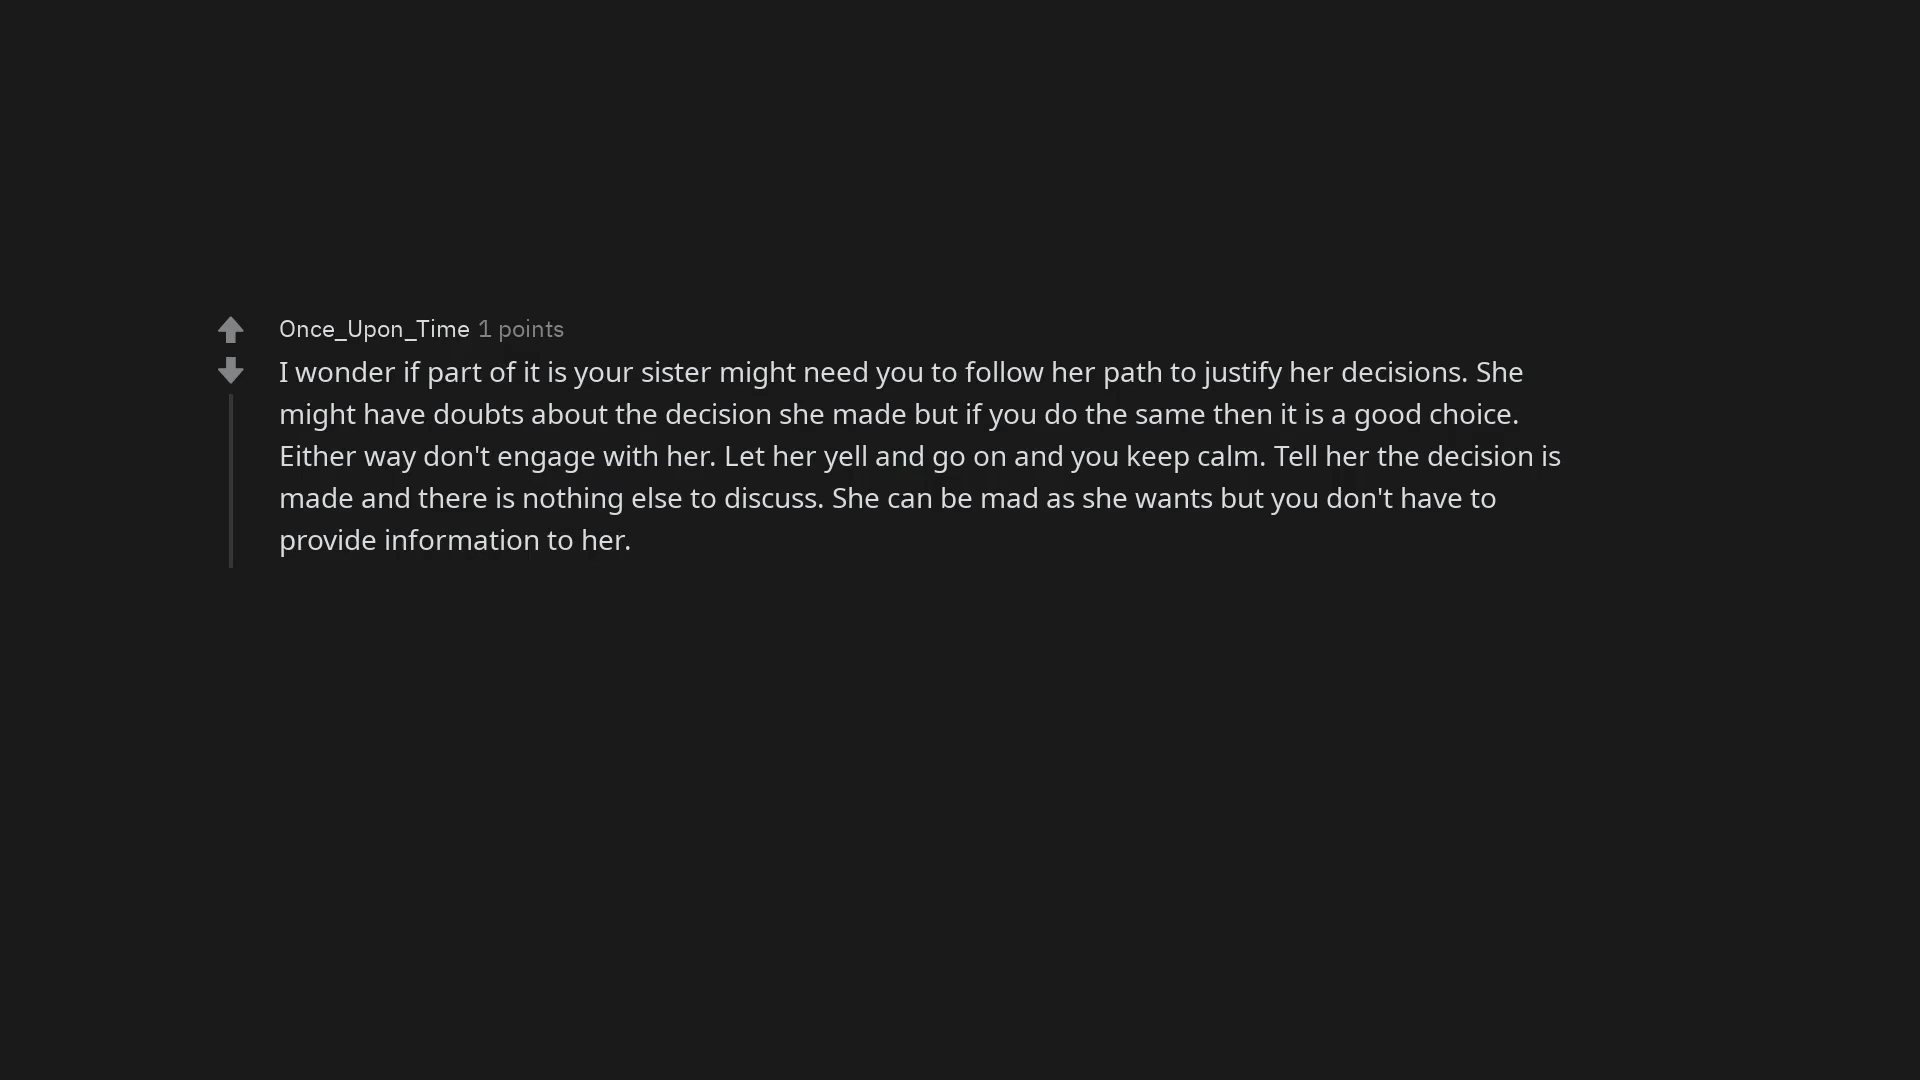 Once_Upon_Time 1 points
I wonder if part of it is your sister might need you to follow her path to justify her decisions. She
might have doubts about the decision she made but if you do the same then it is a good choice.
Either way don't engage with her. Let her yell and go on and you keep calm. Tell her the decision is
made and there is nothing else to discuss. She can be mad as she wants but you don't have to
provide information to her.